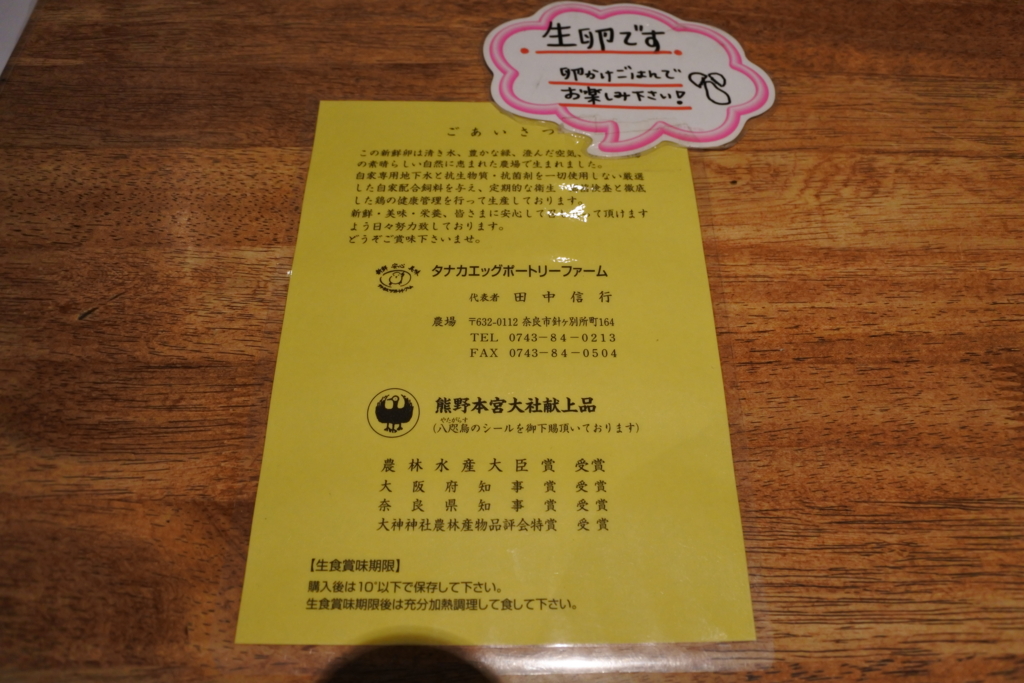 生卵です
卵かけごはんで
お楽しみ下さい!
ごあいさつ
この新鮮卵は清き水、豊かな緑、澄んだ空気、
の素晴らしい自然に恵まれた農場で生まれました。
自家専用地下水と抗生物質・抗菌剤を一切使用しない厳選
した自家配合飼料を与え、定期的な衛生 検査と徹底
した鶏の健康管理を行って生産しております。
新鮮・美味・栄養、皆さまに安心して って頂けます
よう日々努力致しております。
どうぞご賞味下さいませ。
タナカエッグポートリーファーム
代表者 田中信行
農場 〒632-0112 奈良市針ヶ別所町164
TEL 0743-84-0213
FAX 0743-84-0504
熊野本宮大社献上品
やたがらす
(八咫烏のシールを御下賜頂いております)
農林水産大臣賞 受賞
大阪府知事賞 受賞
奈良県知事賞 受賞
大神神社農林産物品評会特賞 受賞
【生食賞味期限】
購入後は10°以下で保存して下さい。
生食賞味期限後は充分加熱調理して食して下さい。